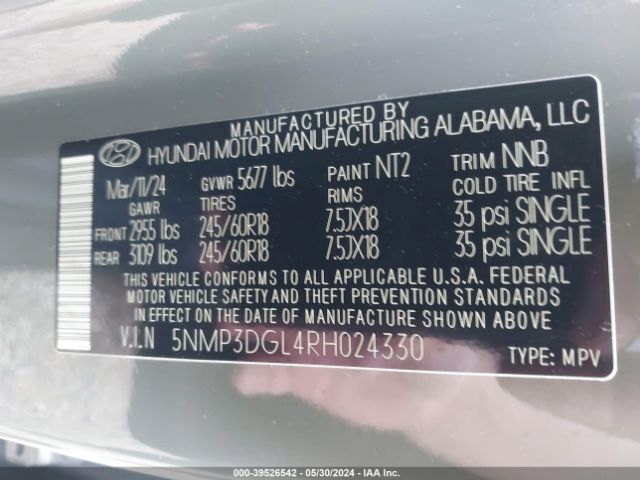 MANUFACTURED BY
HYUNDAI MOTOR MANUFACTURING ALABAMA, LLC
Mar/11/24 GVWR 5677 lbs PAINT NT2 TRIM NNB
GAWR TIRES RIMS COLD TIRE INFL
FRONT 2955 lbs 245/60R18 7.5JX18 35 psi SINGLE
REAR 3109 lbs 245/60R18 7.5JX18 35 psi SINGLE
THIS VEHICLE CONFORMS TO ALL APPLICABLE U.S.A. FEDERAL
MOTOR VEHICLE SAFETY AND THEFT PREVENTION STANDARDS
IN EFFECT ON THE DATE OF MANUFACTURE SHOWN ABOVE.
V.I.N 5NMP3DGL4RH024330 TYPE: MPV
000-39526542 / 05/30/2024 - IAA Inc.